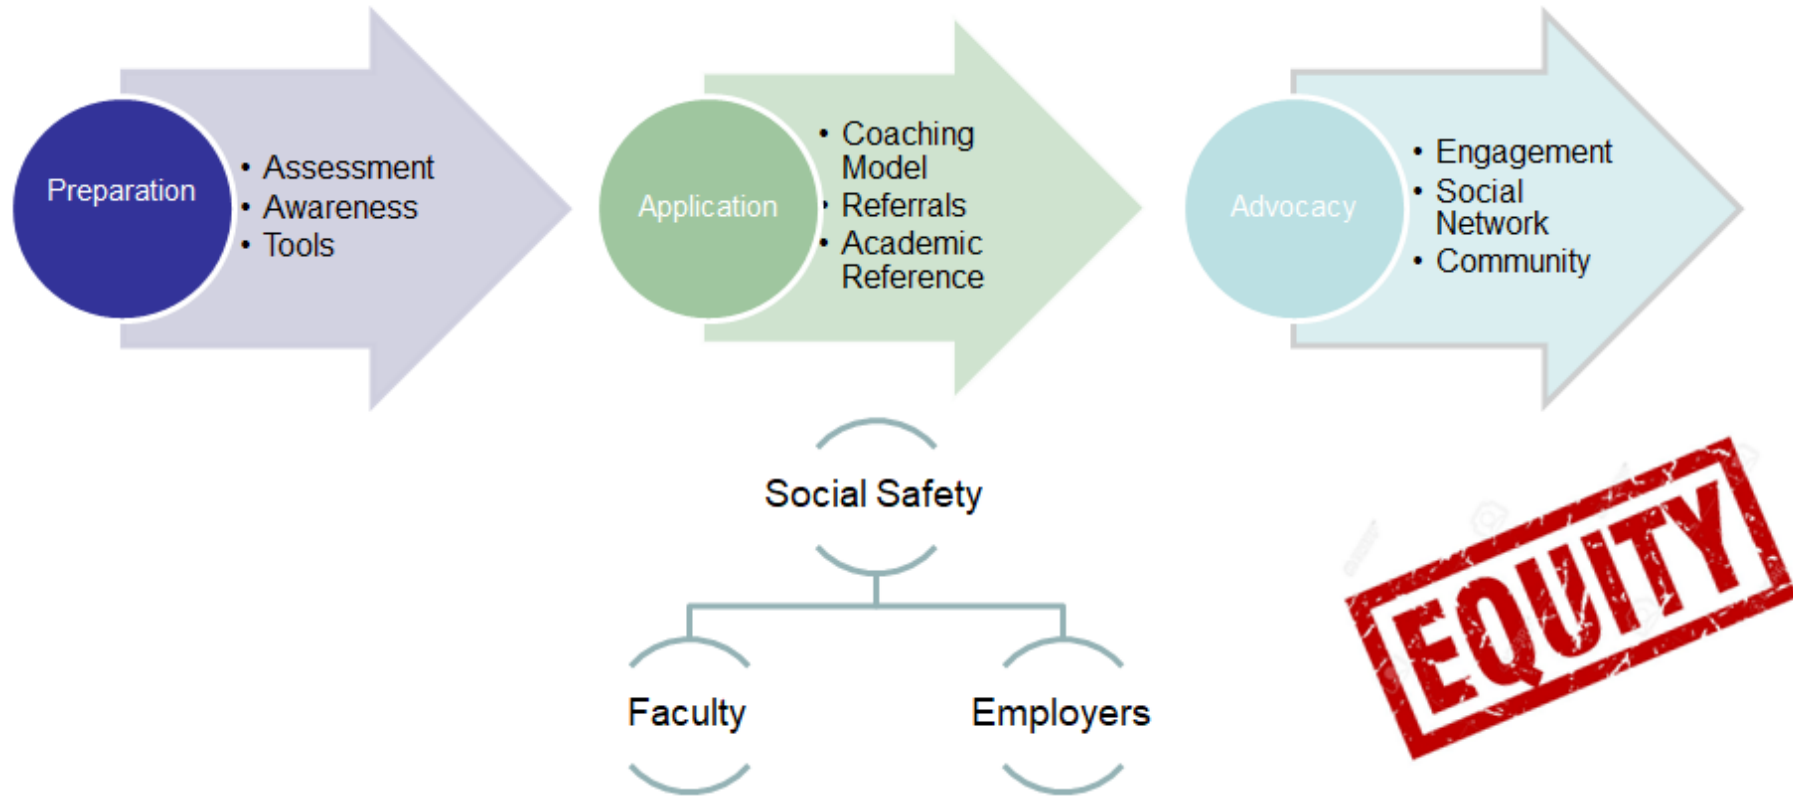 Preparation
• Assessment
• Awareness
• Tools
Application
• Coaching
Model
• Referrals
• Academic
Reference
Advocacy
• Engagement
• Social
Network
• Community
Social Safety
Faculty
Employers
EQUITY